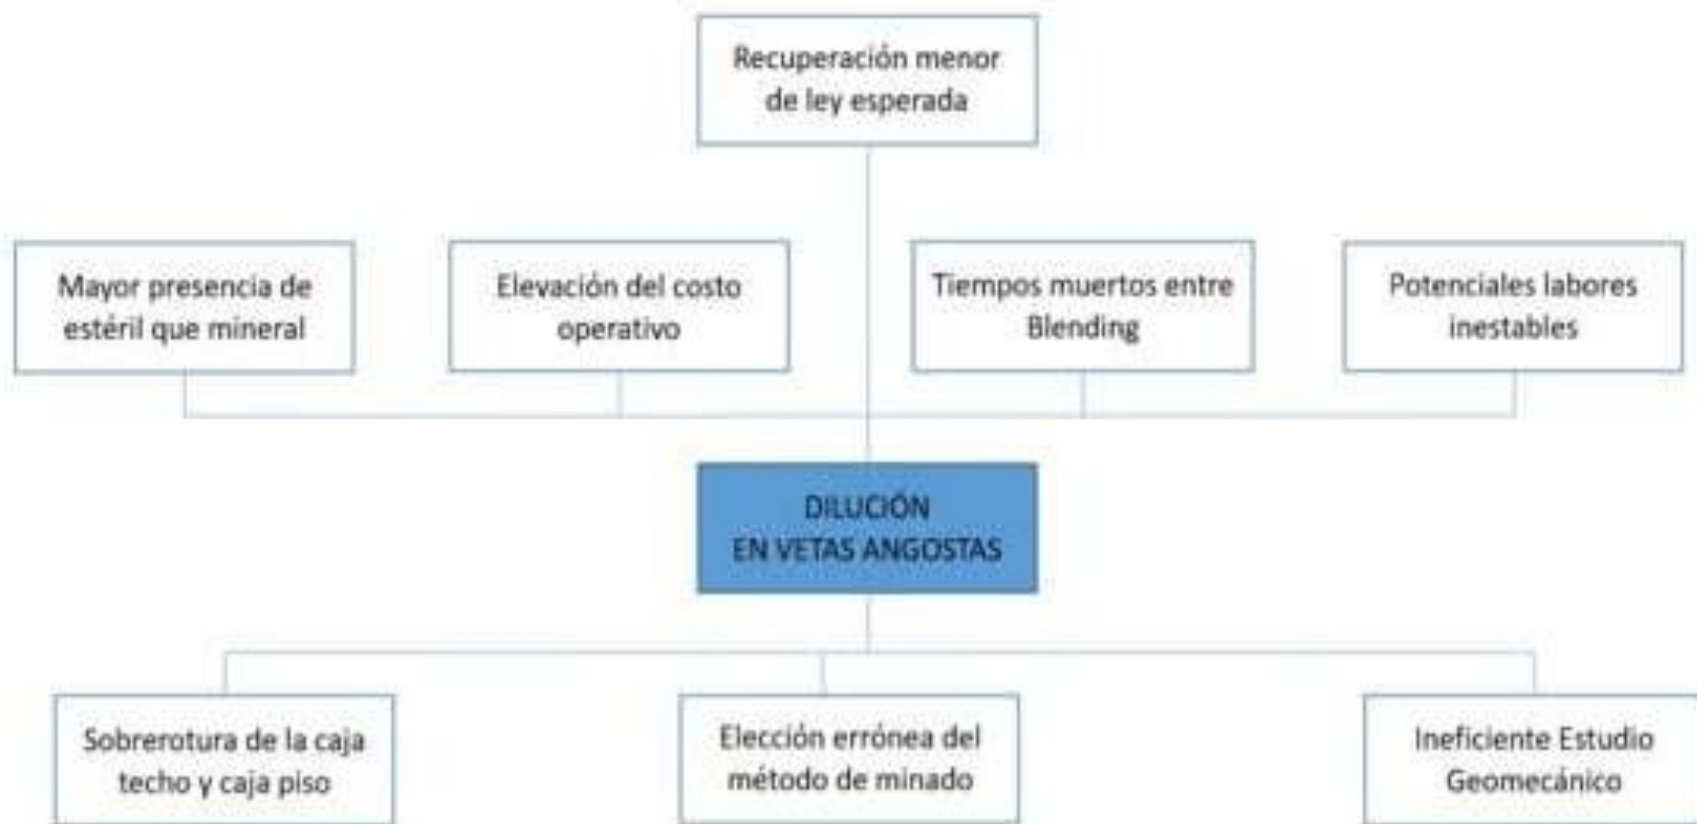 Recuperación menor
de ley esperada
Mayor presencia de
estéril que mineral
Elevación del costo
operativo
Tiempos muertos entre
Blending
Potenciales labores
inestables
DILUCIÓN
EN VETAS ANGOSTAS
Sobrerotura de la caja
techo y caja piso
Elección errónea del
método de minado
Ineficiente Estudio
Geomecánico